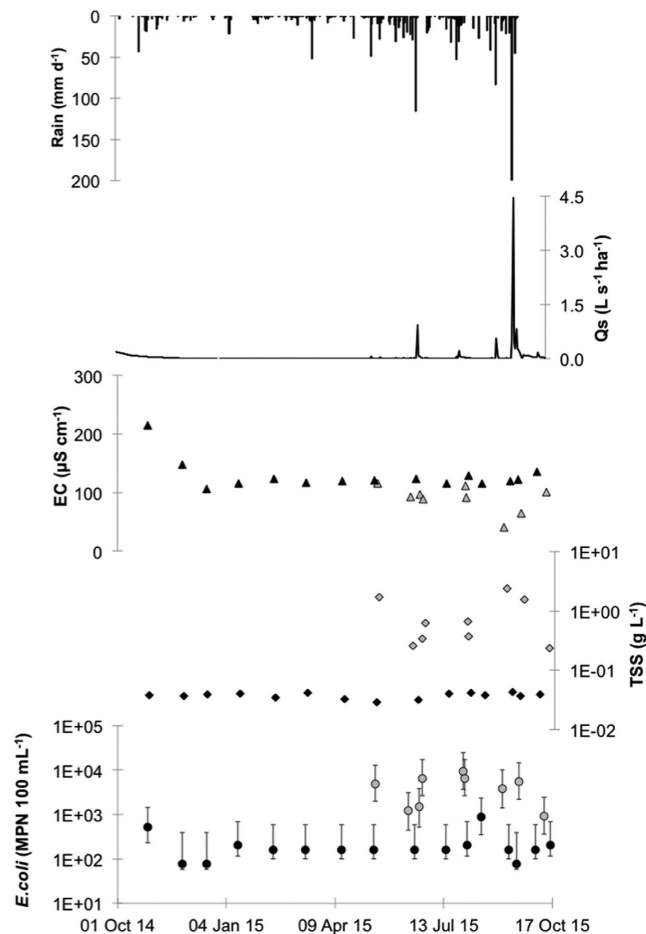 0
50
100
150
200
Rain (mm d⁻¹)
4.5
3.0
1.5
0.0
Qs (L s⁻¹ ha⁻¹)
300
200
100
0
EC (µS cm⁻¹)
1E+01
1E+00
1E-01
1E-02
TSS (g L⁻¹)
1E+05
1E+04
1E+03
1E+02
1E+01
E.coli (MPN 100 mL⁻¹)
01 Oct 14 04 Jan 15 09 Apr 15 13 Jul 15 17 Oct 15